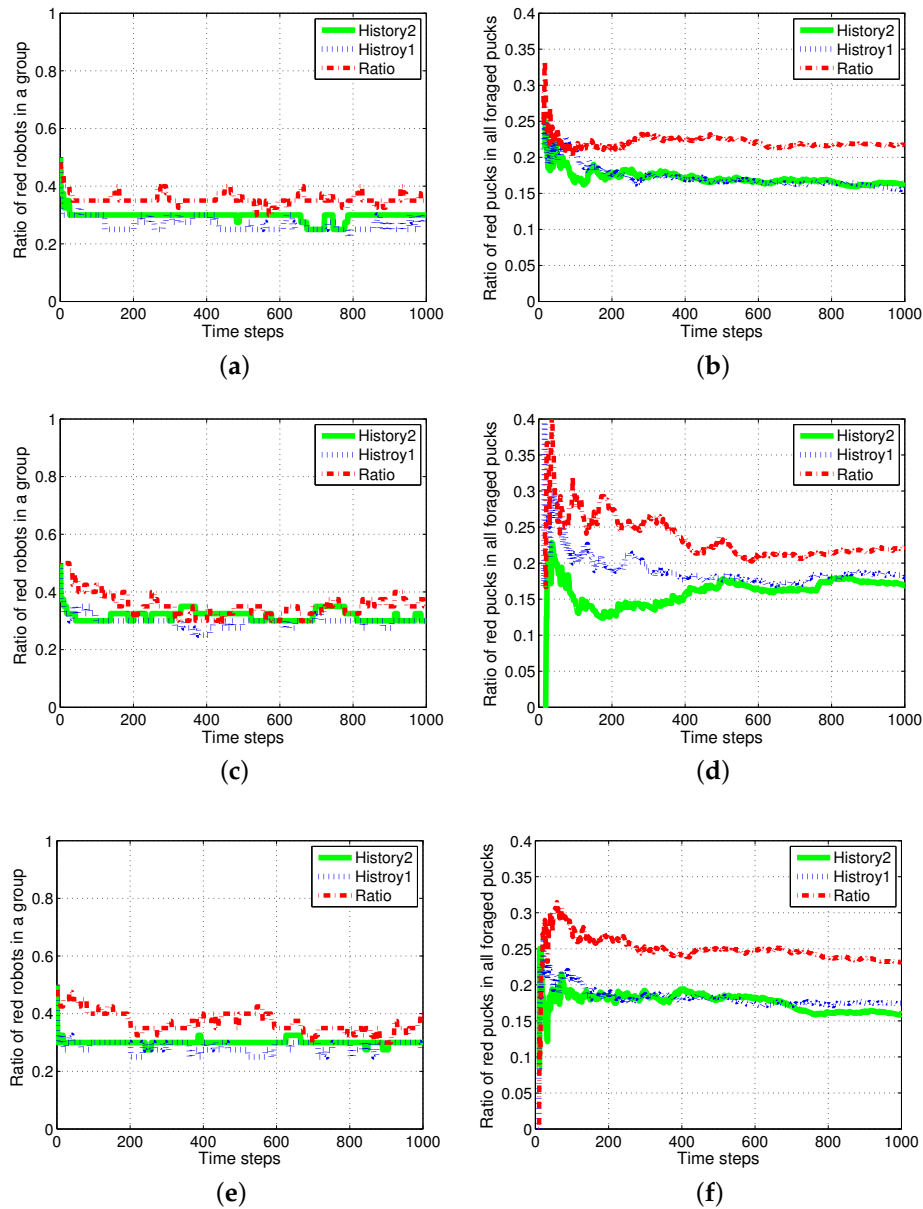 Ratio of red robots in a group
1
0.8
0.6
0.4
0.2
0
0 200 400 600 800 1000
Time steps
History2
Histroy1
Ratio
(a)
Ratio of red pucks in all foraged pucks
0.4
0.35
0.3
0.25
0.2
0.15
0.1
0.05
0
0 200 400 600 800 1000
Time steps
History2
Histroy1
Ratio
(b)
Ratio of red robots in a group
1
0.8
0.6
0.4
0.2
0
0 200 400 600 800 1000
Time steps
History2
Histroy1
Ratio
(c)
Ratio of red pucks in all foraged pucks
0.4
0.35
0.3
0.25
0.2
0.15
0.1
0.05
0
0 200 400 600 800 1000
Time steps
History2
Histroy1
Ratio
(d)
Ratio of red robots in a group
1
0.8
0.6
0.4
0.2
0
0 200 400 600 800 1000
Time steps
History2
Histroy1
Ratio
(e)
Ratio of red pucks in all foraged pucks
0.4
0.35
0.3
0.25
0.2
0.15
0.1
0.05
0
0 200 400 600 800 1000
Time steps
History2
Histroy1
Ratio
(f)